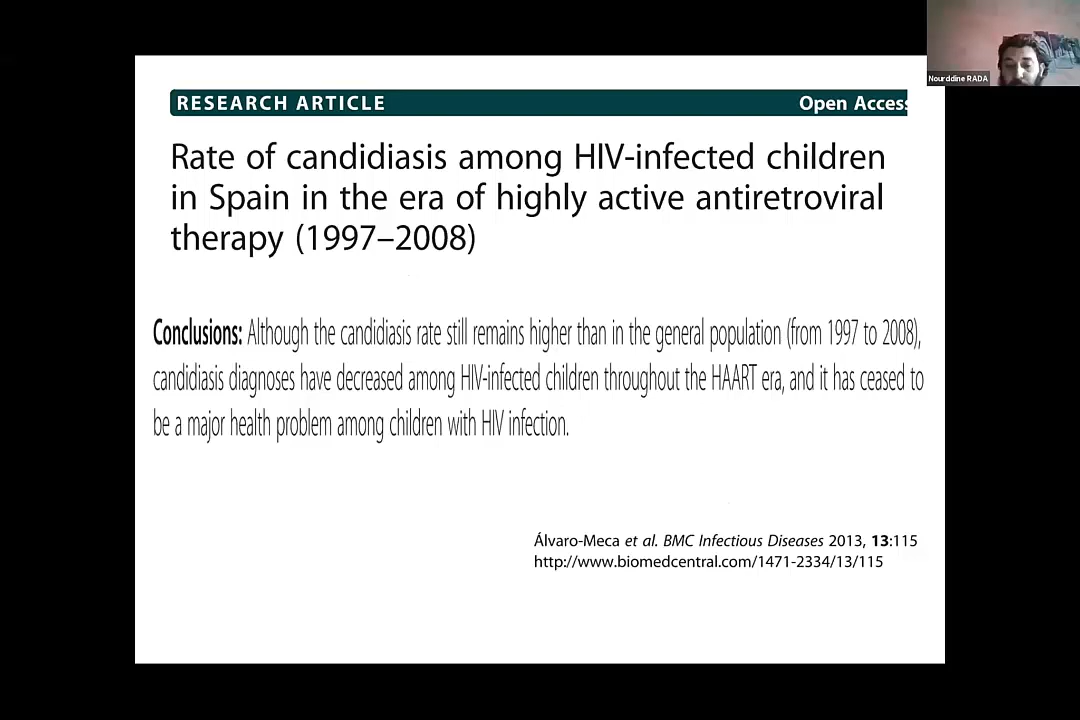 RESEARCH ARTICLE Open Access
Rate of candidiasis among HIV-infected children
in Spain in the era of highly active antiretroviral
therapy (1997–2008)
Conclusions: Although the candidiasis rate still remains higher than in the general population (from 1997 to 2008),
candidiasis diagnoses have decreased among HIV-infected children throughout the HAART era, and it has ceased to
be a major health problem among children with HIV infection.
Álvaro-Meca et al. BMC Infectious Diseases 2013, 13:115
http://www.biomedcentral.com/1471-2334/13/115
Nourddine RADA